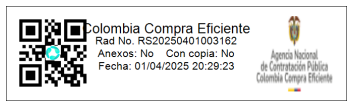 Colombia Compra Eficiente
Rad No. RS20250401003162
Anexos: No Con copia: No
Fecha: 01/04/2025 20:29:23
Agencia Nacional
de Contratación Pública
Colombia Compra Eficiente